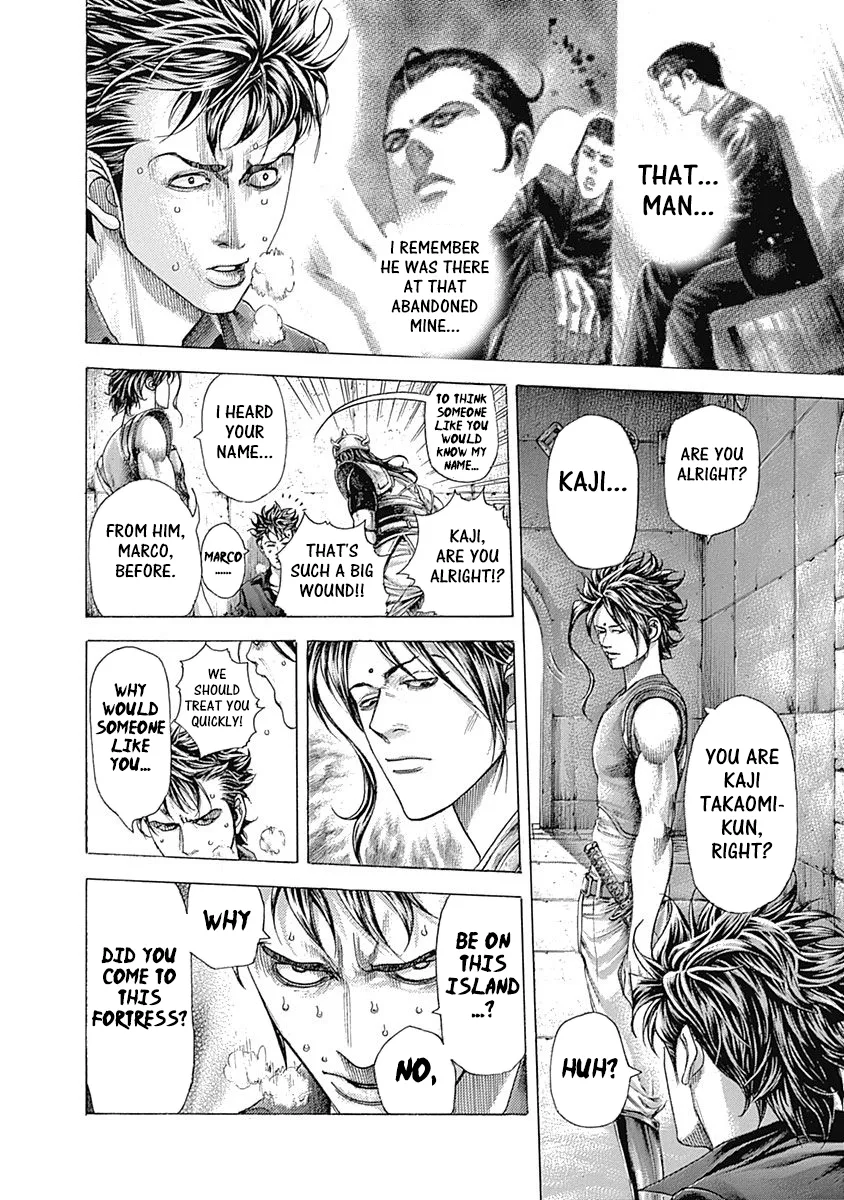 THAT...
MAN...
I REMEMBER
HE WAS THERE
AT THAT
ABANDONED
MINE...
ARE YOU
ALRIGHT?
KAJI...
YOU ARE
KAJI
TAKAOMI-
KUN,
RIGHT?
HUH?
TO THINK
SOMEONE
LIKE YOU
WOULD
KNOW MY
NAME...
KAJI,
ARE YOU
ALRIGHT!?
THAT'S
SUCH A BIG
WOUND!!
I HEARD
YOUR
NAME...
MARCO
......
FROM HIM,
MARCO,
BEFORE.
WE
SHOULD
TREAT YOU
QUICKLY!
WHY
WOULD
SOMEONE
LIKE
YOU...
BE ON
THIS
ISLAND
...?
NO,
WHY
DID YOU
COME TO
THIS
FORTRESS?